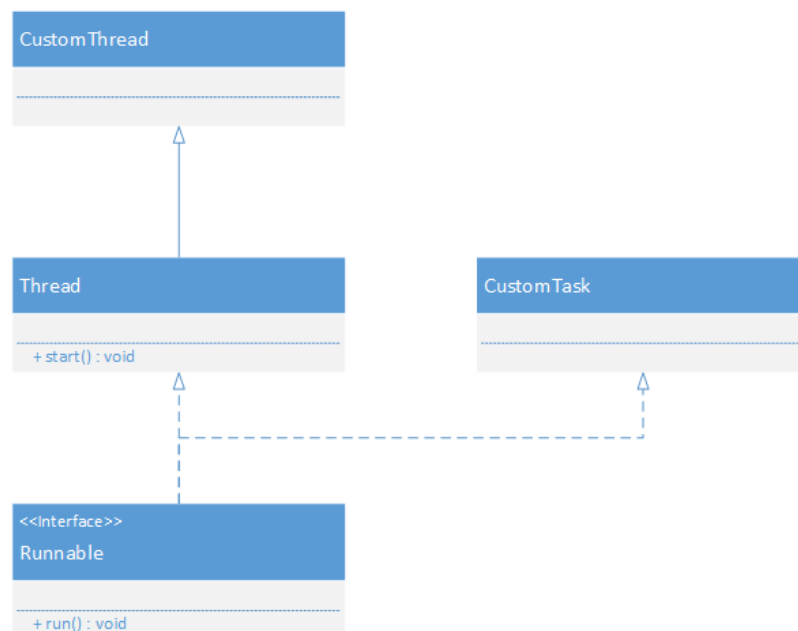 CustomThread
Thread
+ start() : void
CustomTask
<<Interface>>
Runnable
+ run() : void